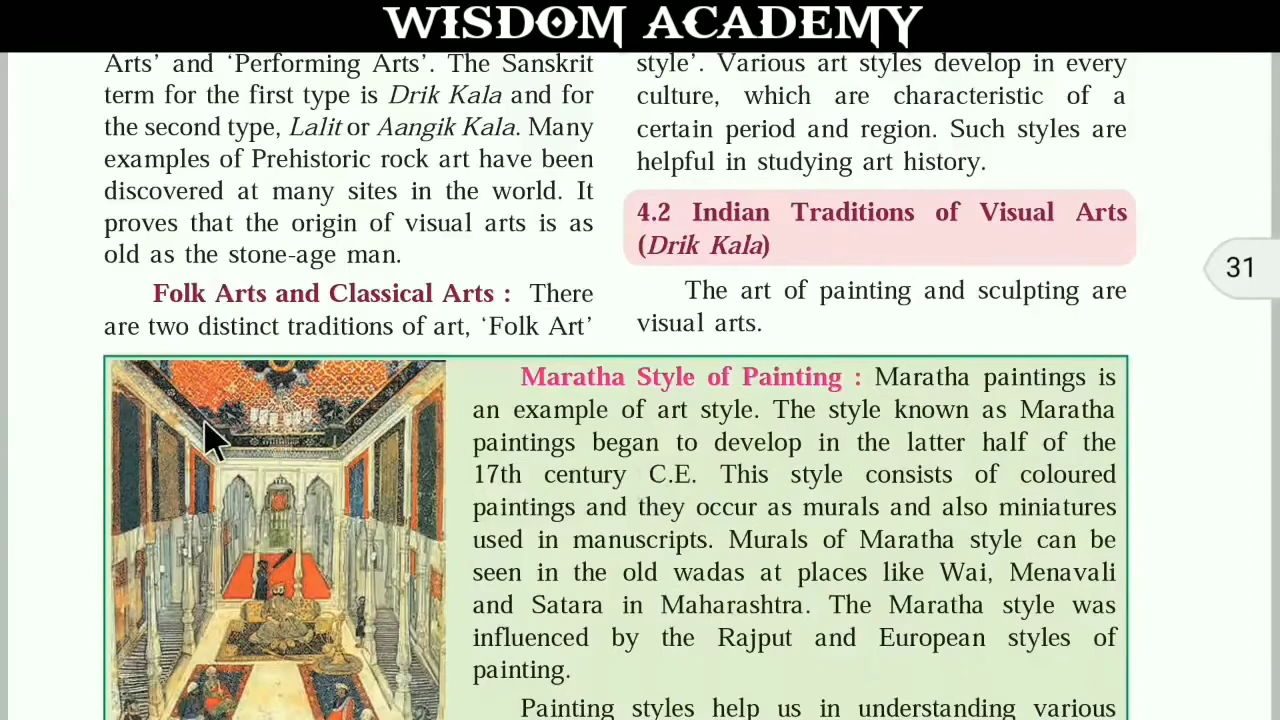 WISDOM ACADEMY
Arts’ and ‘Performing Arts’. The Sanskrit
term for the first type is Drik Kala and for
the second type, Lalit or Aangik Kala. Many
examples of Prehistoric rock art have been
discovered at many sites in the world. It
proves that the origin of visual arts is as
old as the stone-age man.
Folk Arts and Classical Arts : There
are two distinct traditions of art, ‘Folk Art’
style’. Various art styles develop in every
culture, which are characteristic of a
certain period and region. Such styles are
helpful in studying art history.
4.2 Indian Traditions of Visual Arts
(Drik Kala)
The art of painting and sculpting are
visual arts.
31
Maratha Style of Painting : Maratha paintings is
an example of art style. The style known as Maratha
paintings began to develop in the latter half of the
17th century C.E. This style consists of coloured
paintings and they occur as murals and also miniatures
used in manuscripts. Murals of Maratha style can be
seen in the old wadas at places like Wai, Menavali
and Satara in Maharashtra. The Maratha style was
influenced by the Rajput and European styles of
painting.
Painting styles help us in understanding various